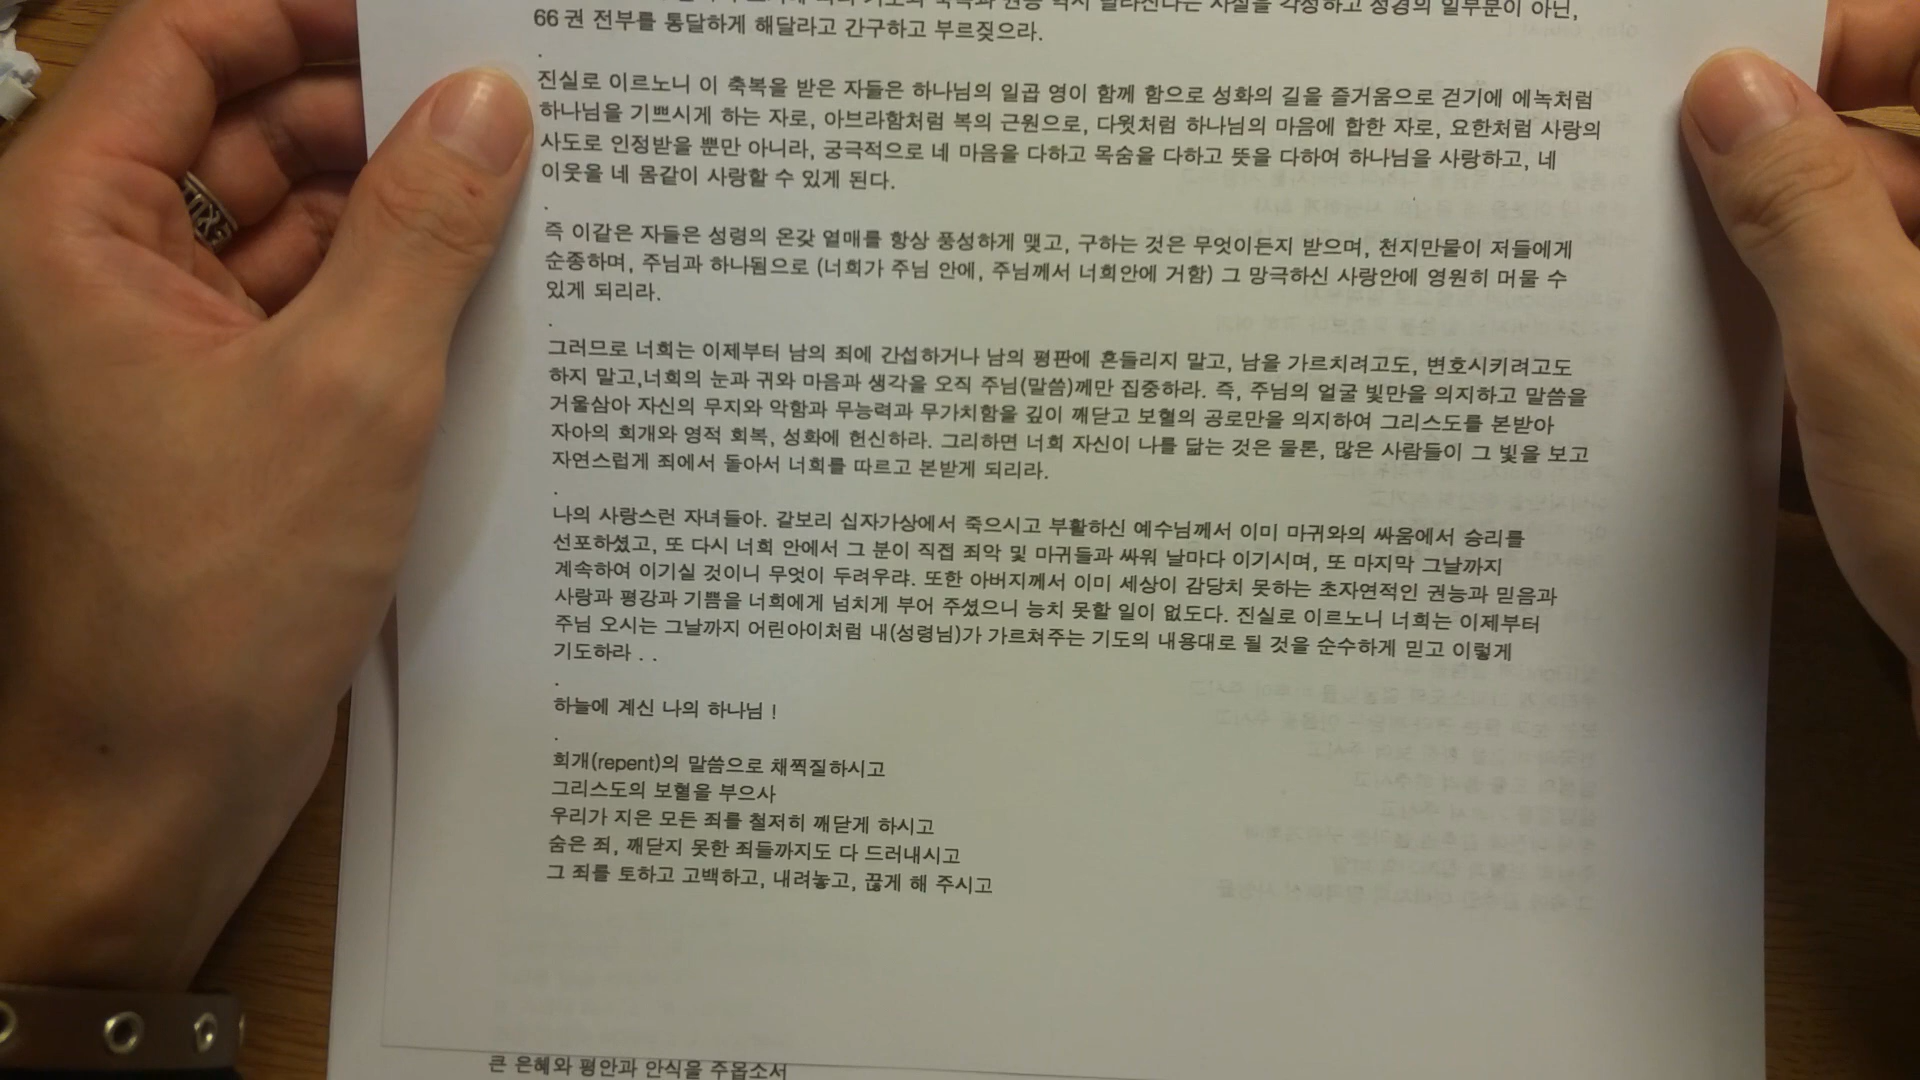 기도와 축복과 권능 역시 달라진다는 사실을 각성하고 성경의 일부분이 아닌,
66권 전부를 통달하게 해달라고 간구하고 부르짖으라.
.
진실로 이르노니 이 축복을 받은 자들은 하나님의 일곱 영이 함께 함으로 성화의 길을 즐거움으로 걷기에 에녹처럼
하나님을 기쁘시게 하는 자로, 아브라함처럼 복의 근원으로, 다윗처럼 하나님의 마음에 합한 자로, 요한처럼 사랑의
사도로 인정받을 뿐만 아니라, 궁극적으로 네 마음을 다하고 목숨을 다하고 뜻을 다하여 하나님을 사랑하고, 네
이웃을 네 몸같이 사랑할 수 있게 된다.
.
즉 이같은 자들은 성령의 온갖 열매를 항상 풍성하게 맺고, 구하는 것은 무엇이든지 받으며, 천지만물이 저들에게
순종하며, 주님과 하나됨으로 (너희가 주님 안에, 주님께서 너희안에 거함) 그 망극하신 사랑안에 영원히 머물 수
있게 되리라.
.
그러므로 너희는 이제부터 남의 죄에 간섭하거나 남의 평판에 흔들리지 말고, 남을 가르치려고도, 변호시키려고도
하지 말고,너희의 눈과 귀와 마음과 생각을 오직 주님(말씀)께만 집중하라. 즉, 주님의 얼굴 빛만을 의지하고 말씀을
거울삼아 자신의 무지와 악함과 무능력과 무가치함을 깊이 깨닫고 보혈의 공로만을 의지하여 그리스도를 본받아
자아의 회개와 영적 회복, 성화에 헌신하라. 그리하면 너희 자신이 나를 닮는 것은 물론, 많은 사람들이 그 빛을 보고
자연스럽게 죄에서 돌아서 너희를 따르고 본받게 되리라.
.
나의 사랑스런 자녀들아. 갈보리 십자가상에서 죽으시고 부활하신 예수님께서 이미 마귀와의 싸움에서 승리를
선포하셨고, 또 다시 너희 안에서 그 분이 직접 죄악 및 마귀들과 싸워 날마다 이기시며, 또 마지막 그날까지
계속하여 이기실 것이니 무엇이 두려우랴. 또한 아버지께서 이미 세상이 감당치 못하는 초자연적인 권능과 믿음과
사랑과 평강과 기쁨을 너희에게 넘치게 부어 주셨으니 능치 못할 일이 없도다. 진실로 이르노니 너희는 이제부터
주님 오시는 그날까지 어린아이처럼 내(성령님)가 가르쳐주는 기도의 내용대로 될 것을 순수하게 믿고 이렇게
기도하라 . .
.
하늘에 계신 나의 하나님 !
.
회개(repent)의 말씀으로 채찍질하시고
그리스도의 보혈을 부으사
우리가 지은 모든 죄를 철저히 깨닫게 하시고
숨은 죄, 깨닫지 못한 죄들까지도 다 드러내시고
그 죄를 토하고 고백하고, 내려놓고, 끊게 해 주시고
큰 은혜와 평안과 안식을 주옵소서